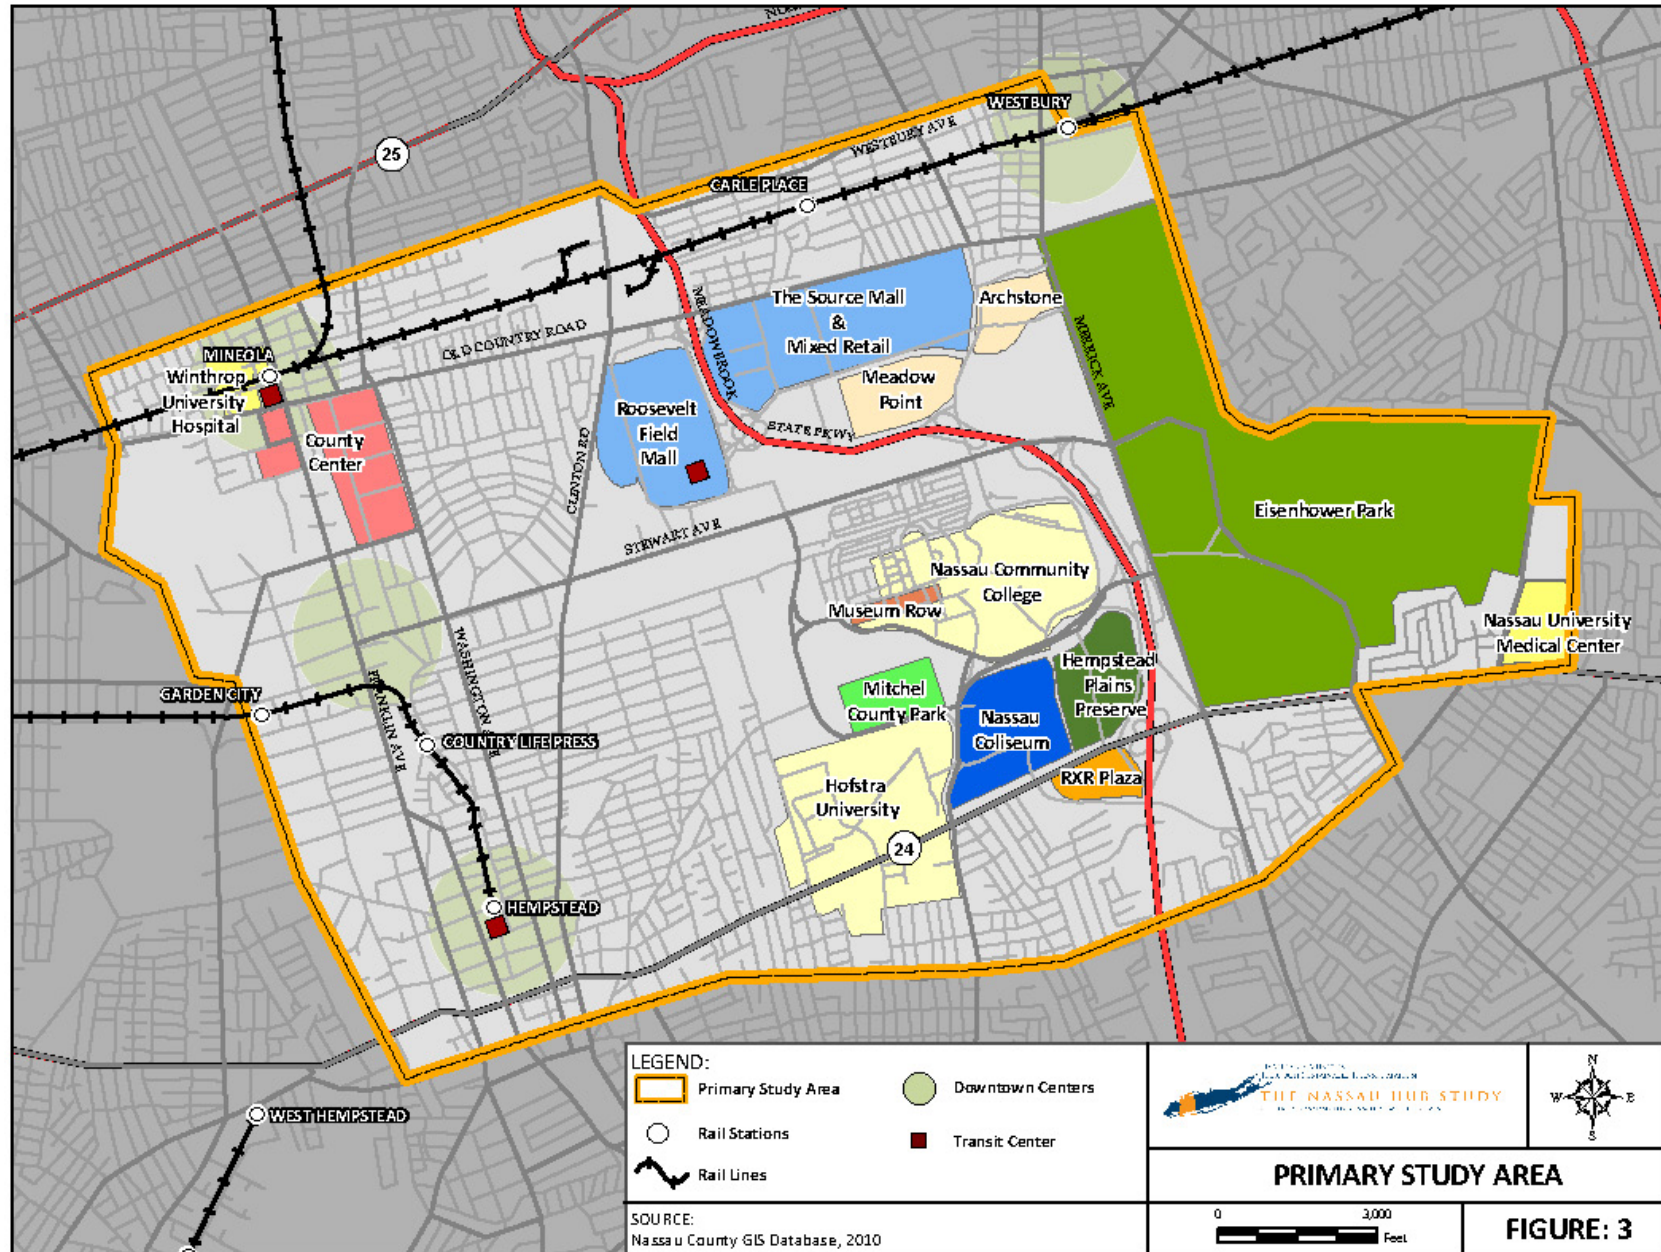 WESTBURY
WESTBURY AVE
25
CARLE PLACE
MINEOLA
Winthrop
University
Hospital
OLD COUNTRY ROAD
MEADOWBROOK
STATE PKWY
The Source Mall
&
Mixed Retail
Archstone
MERRICK AVE
Meadow
Point
County
Center
Roosevelt
Field
Mall
CLINTON RD
STEWART AVE
Eisenhower Park
Nassau Community
College
Museum Row
Nassau University
Medical Center
Hempstead
Plains
Preserve
GARDEN CITY
FRANKLIN AVE
WASHINGTON AVE
COUNTRY LIFE PRESS
Mitchel
County Park
Nassau
Coliseum
RXR Plaza
Hofstra
University
24
HEMPSTEAD
WEST HEMPSTEAD
LEGEND:
Primary Study Area
Downtown Centers
Rail Stations
Transit Center
Rail Lines
SOURCE:
Nassau County GIS Database, 2010
THE NASSAU HUB STUDY
N
W E
S
PRIMARY STUDY AREA
0 3,000
Feet
FIGURE: 3